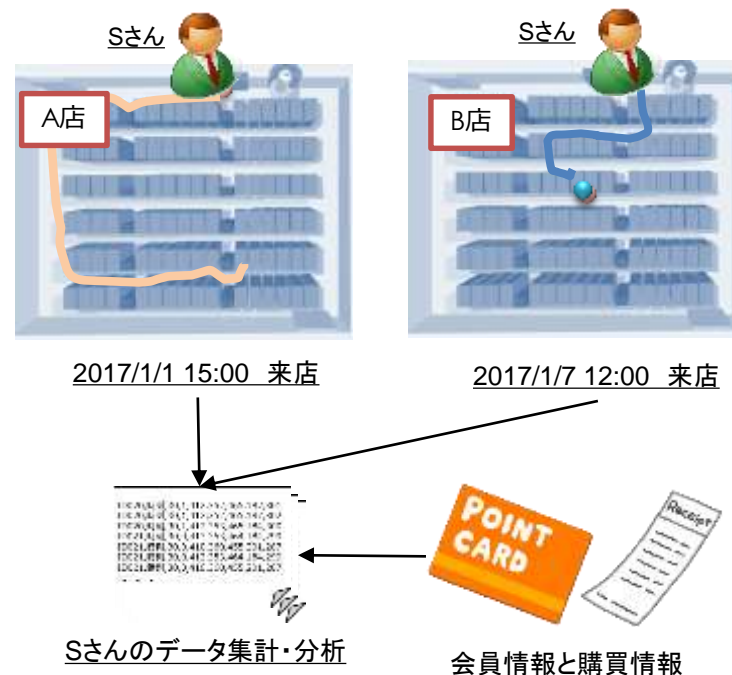 Sさん
Sさん
A店
B店
2017/1/1 15:00 来店
2017/1/7 12:00 来店
POINT
CARD
Receipt
Sさんのデータ集計・分析
会員情報と購買情報